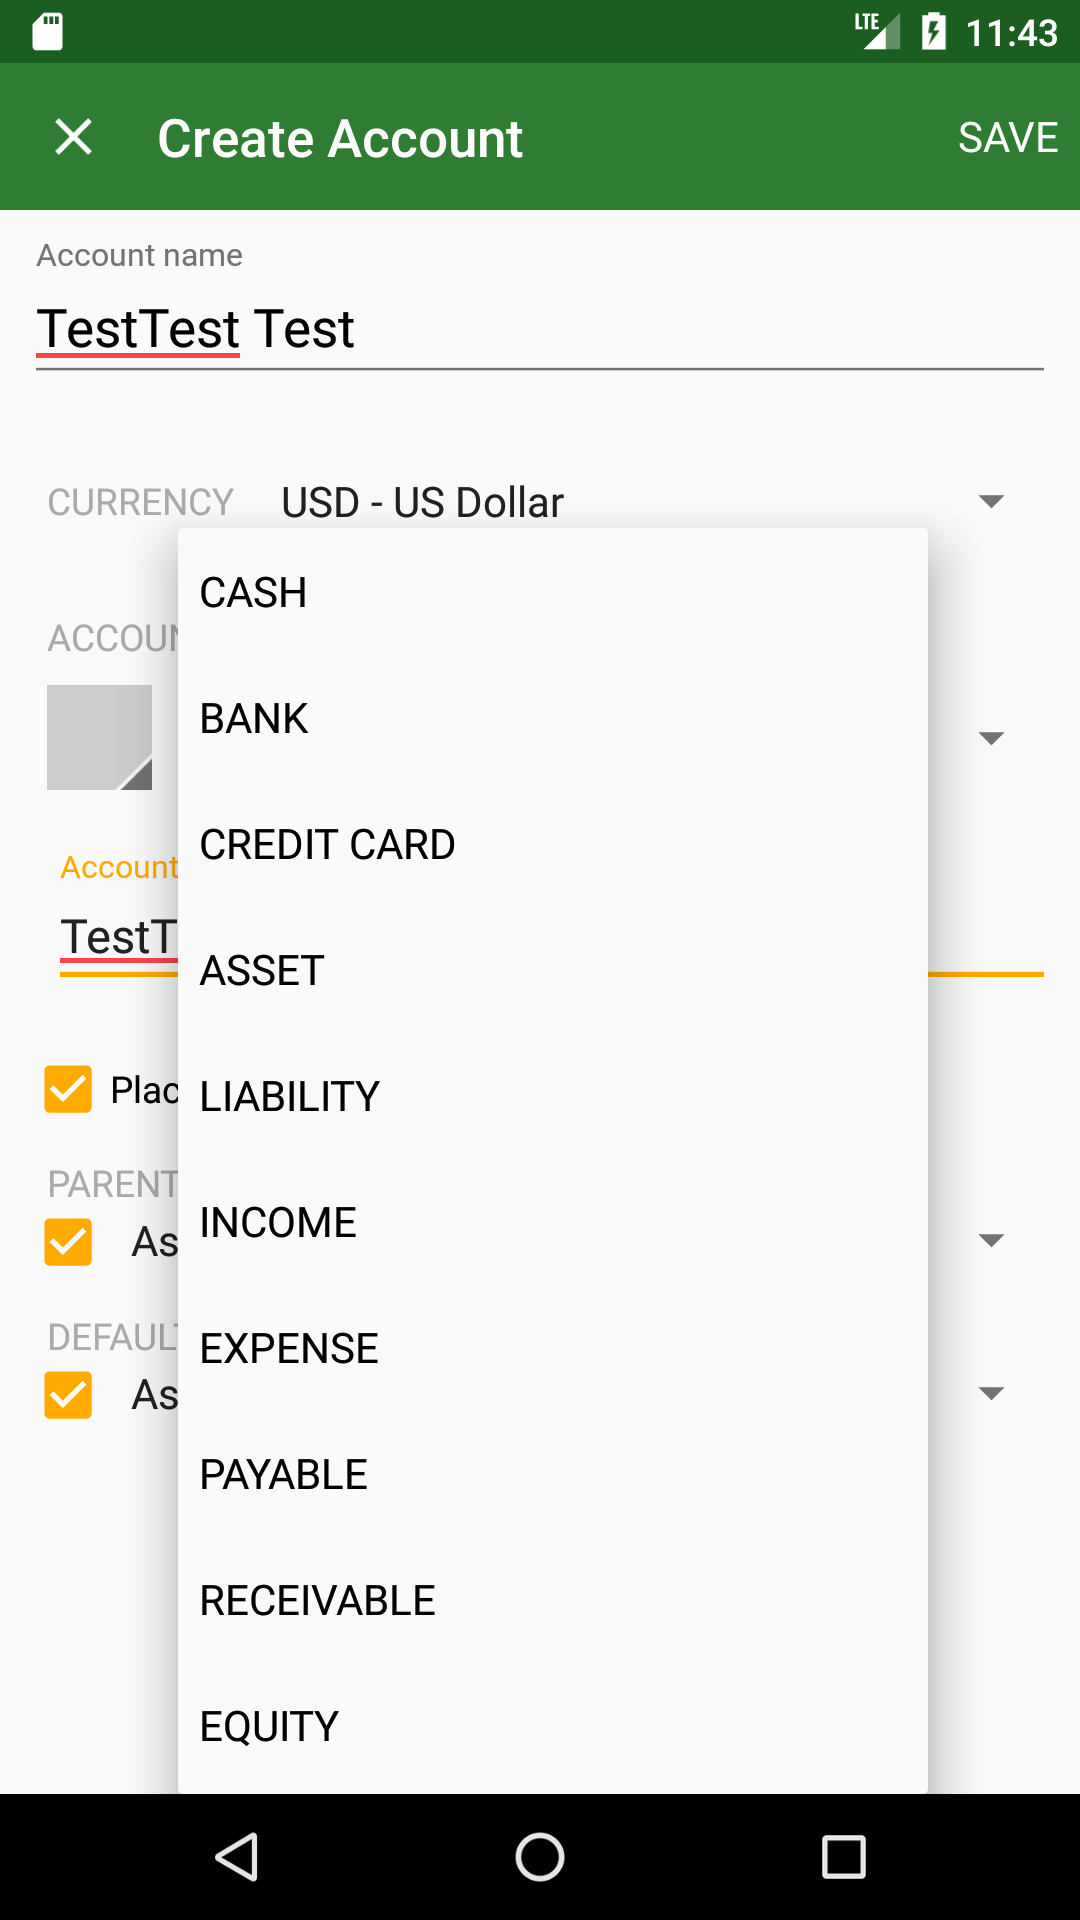 LTE 11:43
Create Account SAVE
Account name
TestTest Test
CURRENCY USD - US Dollar
CASH
ACCOUN
BANK
CREDIT CARD
Account
TestT
ASSET
Plac
LIABILITY
PARENT
As
INCOME
DEFAULT
EXPENSE
As
PAYABLE
RECEIVABLE
EQUITY